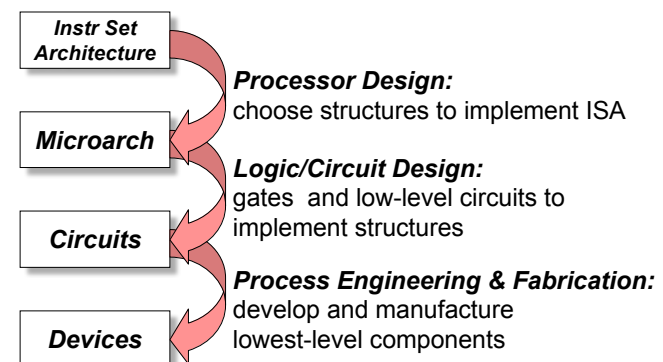 Instr Set
Architecture
Processor Design:
choose structures to implement ISA
Microarch
Logic/Circuit Design:
gates  and low-level circuits to
implement structures
Circuits
Process Engineering & Fabrication:
develop and manufacture
lowest-level components
Devices